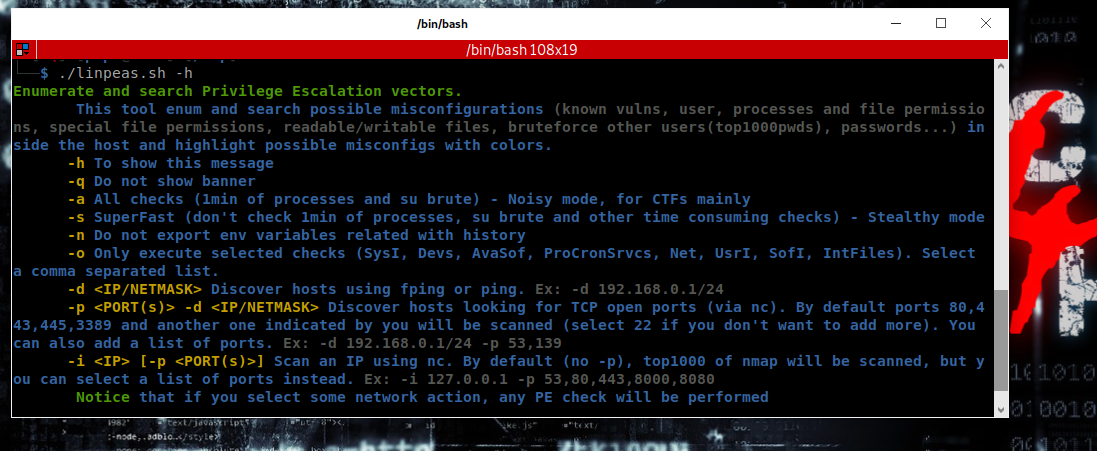 /bin/bash
/bin/bash 108x19
$ ./linpeas.sh -h
Enumerate and search Privilege Escalation vectors.
This tool enum and search possible misconfigurations (known vulns, user, processes and file permissio
ns, special file permissions, readable/writable files, bruteforce other users(top1000pwds), passwords...) in
side the host and highlight possible misconfigs with colors.
-h To show this message
-q Do not show banner
-a All checks (1min of processes and su brute) - Noisy mode, for CTFs mainly
-s SuperFast (don't check 1min of processes, su brute and other time consuming checks) - Stealthy mode
-n Do not export env variables related with history
-o Only execute selected checks (SysI, Devs, AvaSof, ProCronSrvcs, Net, UsrI, SofI, IntFiles). Select
a comma separated list.
-d <IP/NETMASK> Discover hosts using fping or ping. Ex: -d 192.168.0.1/24
-p <PORT(s)> -d <IP/NETMASK> Discover hosts looking for TCP open ports (via nc). By default ports 80,4
43,445,3389 and another one indicated by you will be scanned (select 22 if you don't want to add more). You
can also add a list of ports. Ex: -d 192.168.0.1/24 -p 53,139
-i <IP> [-p <PORT(s)>] Scan an IP using nc. By default (no -p), top1000 of nmap will be scanned, but y
ou can select a list of ports instead. Ex: -i 127.0.0.1 -p 53,80,443,8000,8080
Notice that if you select some network action, any PE check will be performed